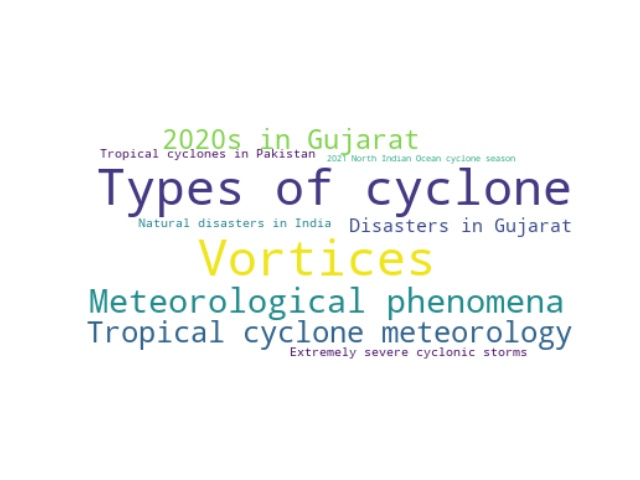 2020s in Gujarat
Tropical cyclones in Pakistan
2021 North Indian Ocean cyclone season
Types of cyclone
Natural disasters in India
Disasters in Gujarat
Vortices
Meteorological phenomena
Tropical cyclone meteorology
Extremely severe cyclonic storms